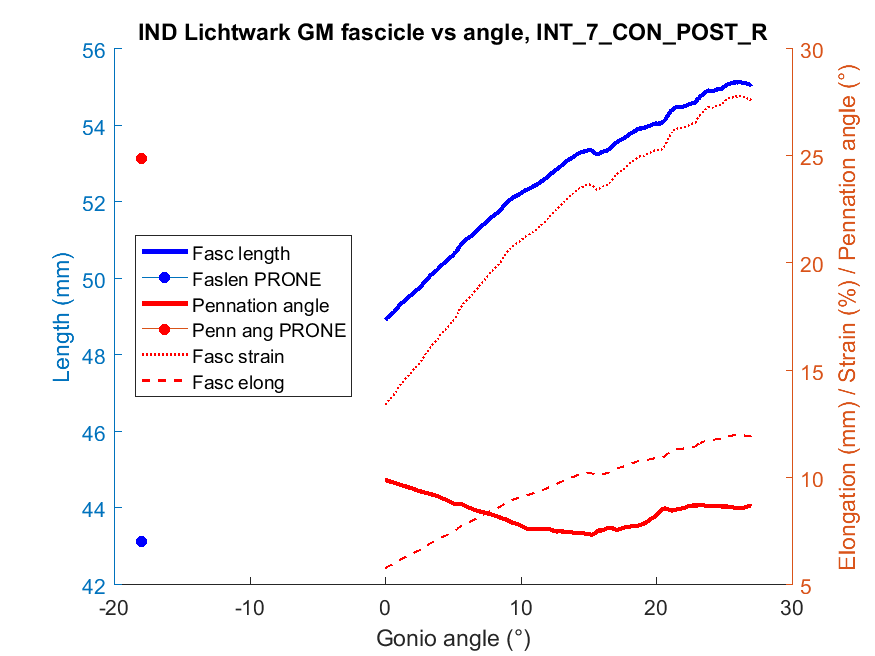 IND Lichtwark GM fascicle vs angle, INT_7_CON_POST_R
56
54
52
50
48
46
44
42
Length (mm)
30
25
20
15
10
5
Elongation (mm) / Strain (%) / Pennation angle (°)
Fasc length
Faslen PRONE
Pennation angle
Penn ang PRONE
Fasc strain
Fasc elong
-20
-10
0
10
20
30
Gonio angle (°)